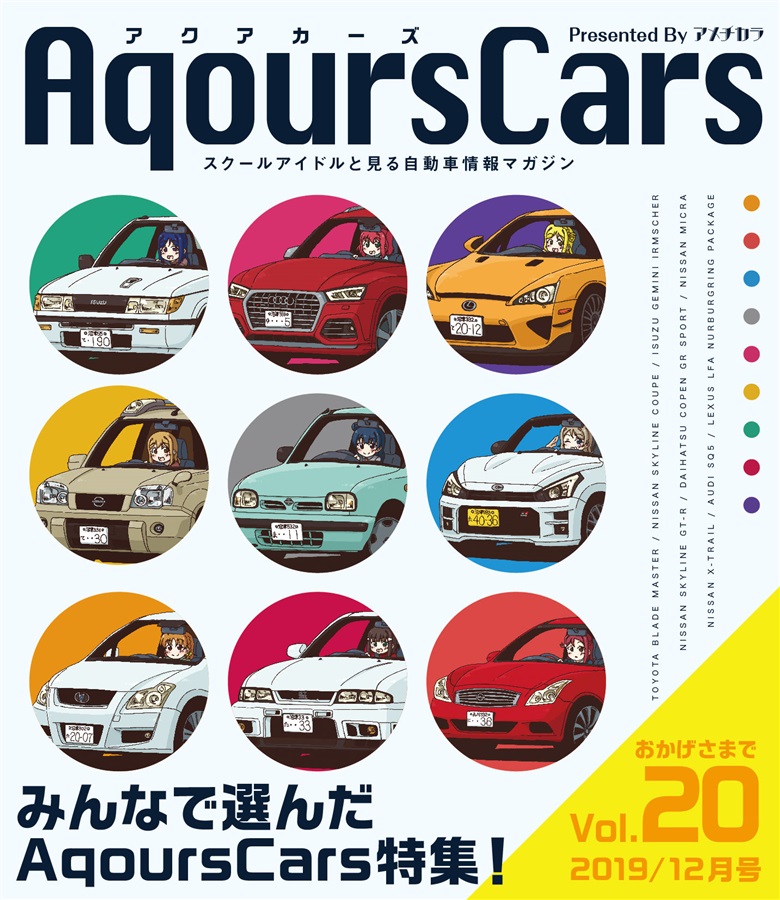 アクアカーズ
Presented By アメチカラ
AqoursCars
スクールアイドルと見る自動車情報マガジン
TOYOTA BLADE MASTER / NISSAN SKYLINE COUPE / ISUZU GEMINI IRMSCHER
NISSAN SKYLINE GT-R / DAIHATSU COPEN GR SPORT / NISSAN MICRA
NISSAN X-TRAIL / AUDI SQ5 / LEXUS LFA NURBURGRING PACKAGE
ISUZU
・190
・・・5
20-12
・・30
・・11
40-36
20-07
・・33
・・36
みんなで選んだ
AqoursCars特集！
おかげさまで
Vol.20
2019/12月号